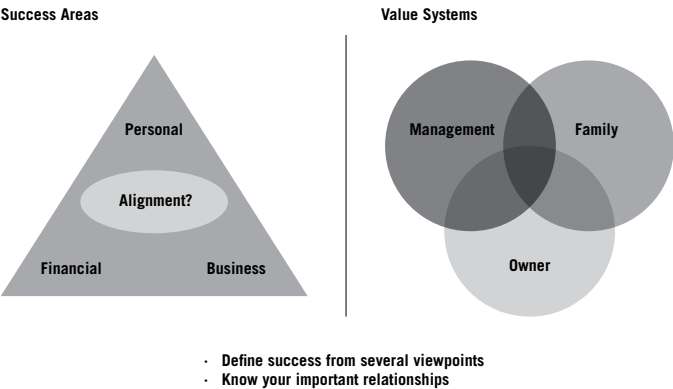 Success Areas
Value Systems
Personal
Alignment?
Financial
Business
Management
Family
Owner
· Define success from several viewpoints
· Know your important relationships